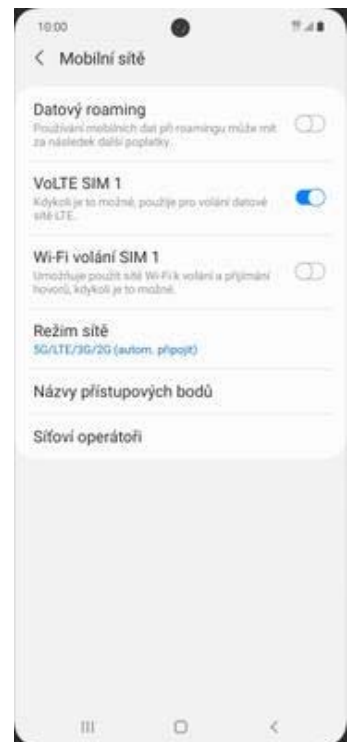 10:00
Mobilní sítě
Datový roaming
Používání mobilních dat při roamingu může mít
za následek další poplatky.
VoLTE SIM 1
Kdykoli je to možné, použije pro volání datové
sítě LTE.
Wi-Fi volání SIM 1
Umožňuje použít sítě Wi-Fi k volání a přijímání
hovorů, kdykoli je to možné.
Režim sítě
5G/LTE/3G/2G (autom. připojit)
Názvy přístupových bodů
Síťoví operátoři